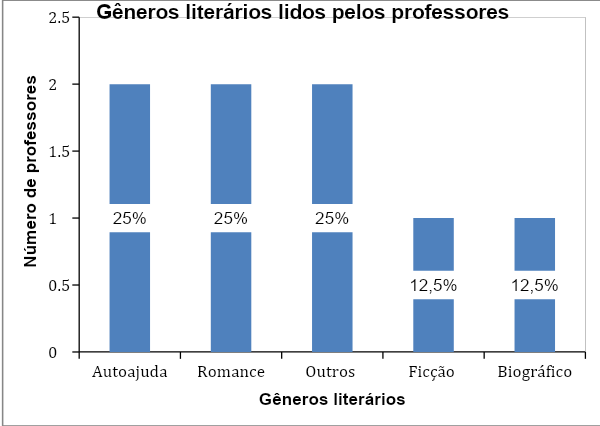 Gêneros literários lidos pelos professores
Número de professores
2.5
2
1.5
1
0.5
0
25%
25%
25%
12,5%
12,5%
Autoajuda
Romance
Outros
Ficção
Biográfico
Gêneros literários